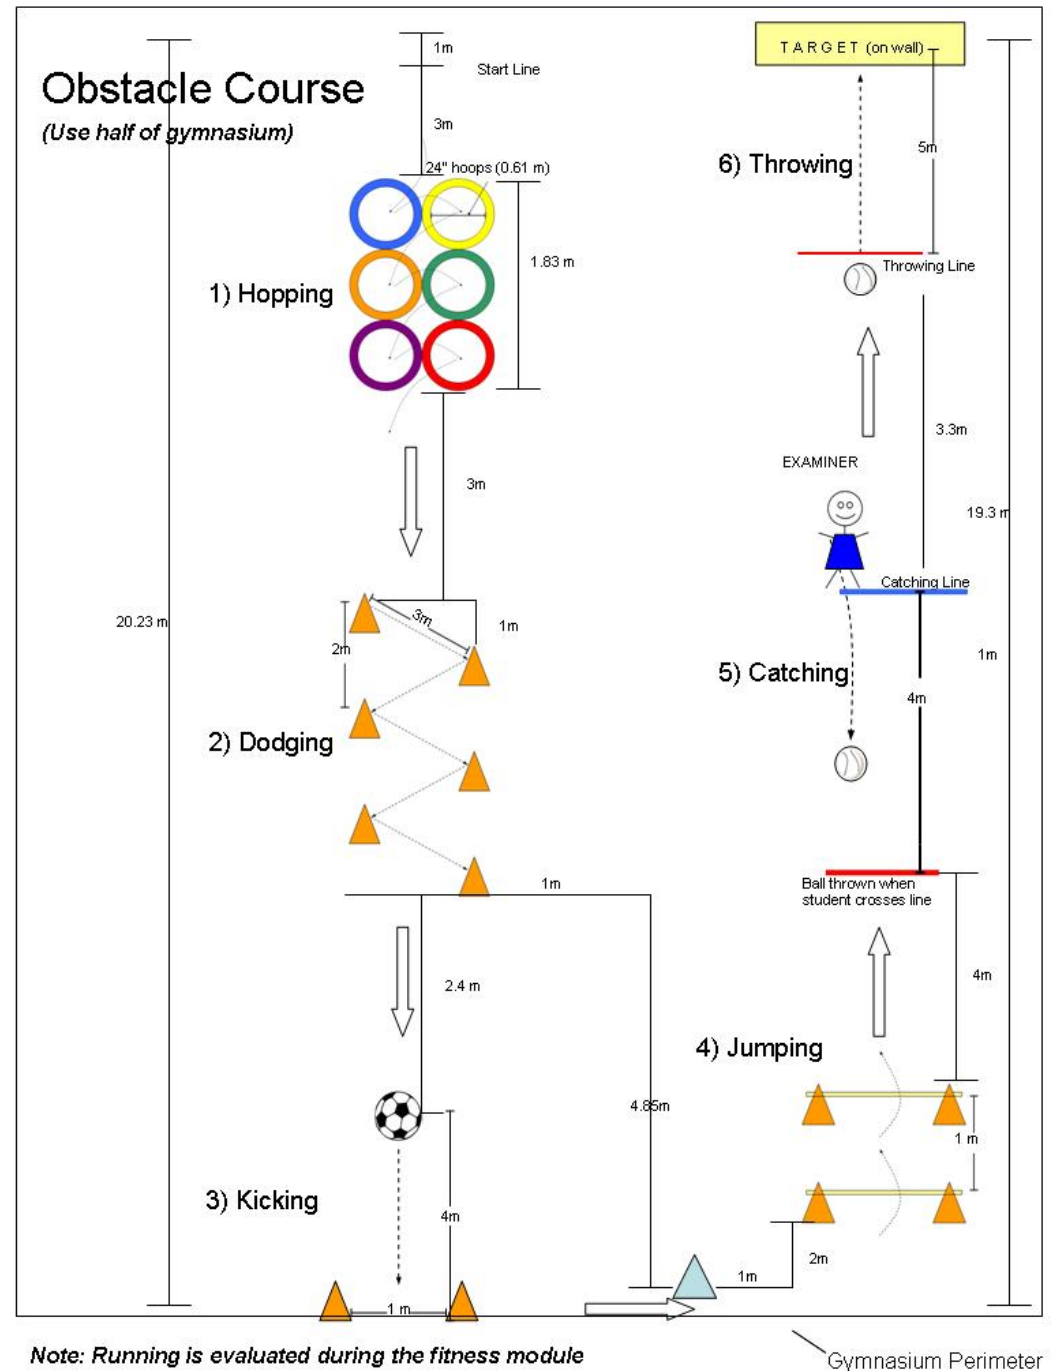 Obstacle Course
(Use half of gymnasium)
1m
Start Line
3m
24" hoops (0.61 m)
1.83 m
1) Hopping
3m
20.23 m
3m
1m
2m
2) Dodging
1m
2.4 m
4.85m
3) Kicking
4m
1 m
1m
2m
4) Jumping
1 m
4m
Ball thrown when
student crosses line
4m
5) Catching
1m
Catching Line
EXAMINER
19.3 m
3.3m
Throwing Line
6) Throwing
5m
TARGET (on wall)
Note: Running is evaluated during the fitness module
Gymnasium Perimeter